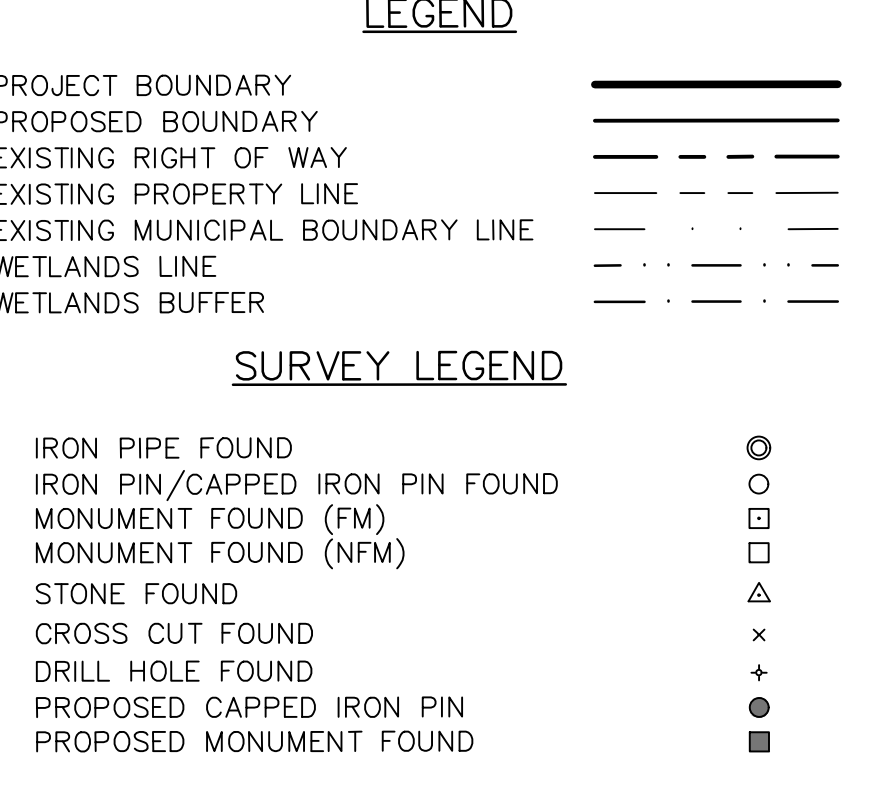 LEGEND
PROJECT BOUNDARY
PROPOSED BOUNDARY
EXISTING RIGHT OF WAY
EXISTING PROPERTY LINE
EXISTING MUNICIPAL BOUNDARY LINE
WETLANDS LINE
WETLANDS BUFFER
SURVEY LEGEND
IRON PIPE FOUND
IRON PIN/CAPPED IRON PIN FOUND
MONUMENT FOUND (FM)
MONUMENT FOUND (NFM)
STONE FOUND
CROSS CUT FOUND
DRILL HOLE FOUND
PROPOSED CAPPED IRON PIN
PROPOSED MONUMENT FOUND